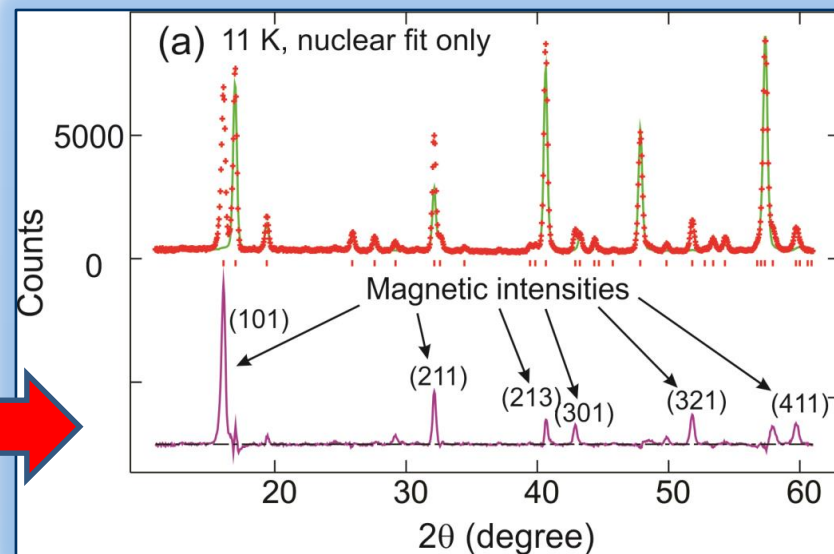 (a) 11 K, nuclear fit only
5000
0
Counts
Magnetic intensities
(101)
(211)
(213)
(301)
(321)
(411)
20 30 40 50 60
2θ (degree)